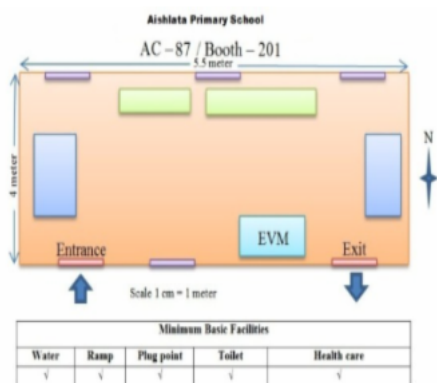 Aishlata Primary School
AC – 87 / Booth – 201
5.5 meter
4 meter
N
EVM
Entrance
Exit
Scale 1 cm = 1 meter
Minimum Basic Facilities
Water Ramp Plug point Toilet Health care
√ √ √ √ √